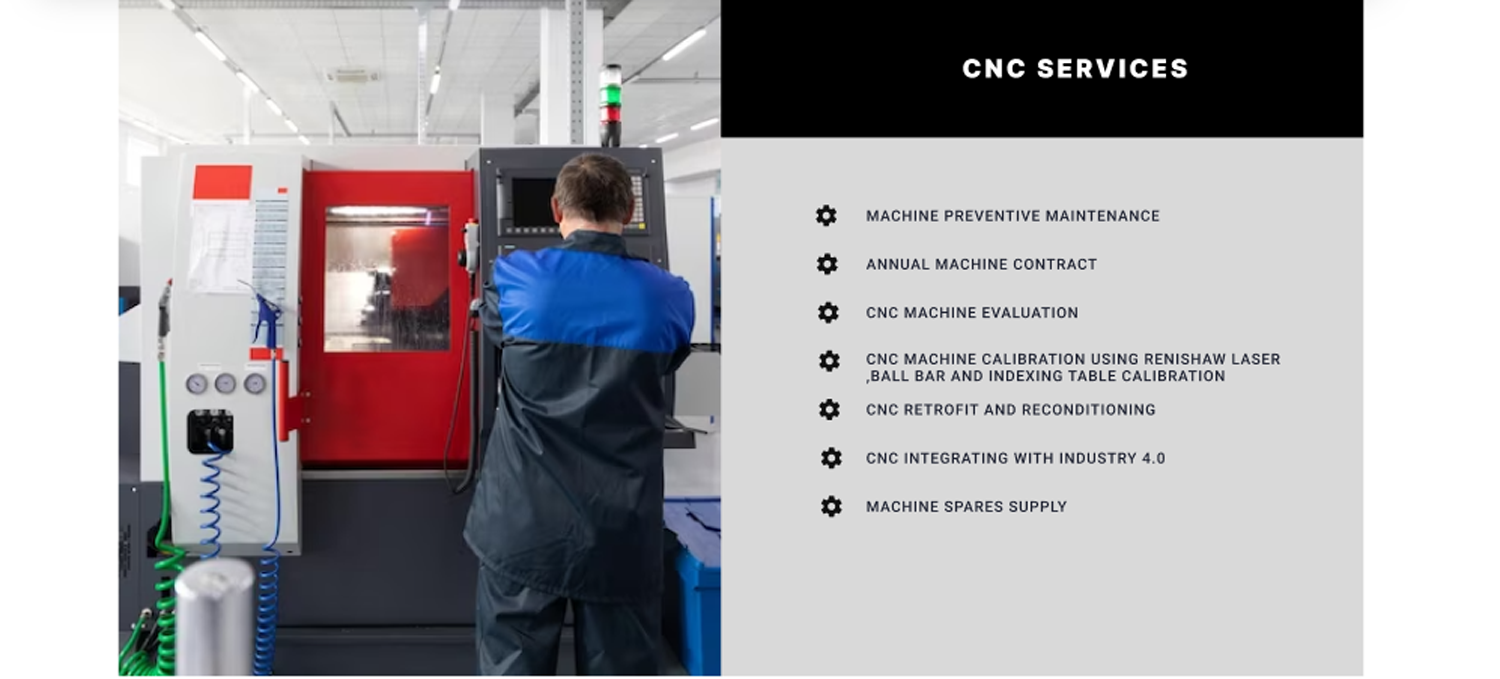 CNC SERVICES
MACHINE PREVENTIVE MAINTENANCE
ANNUAL MACHINE CONTRACT
CNC MACHINE EVALUATION
CNC MACHINE CALIBRATION USING RENISHAW LASER
,BALL BAR AND INDEXING TABLE CALIBRATION
CNC RETROFIT AND RECONDITIONING
CNC INTEGRATING WITH INDUSTRY 4.0
MACHINE SPARES SUPPLY